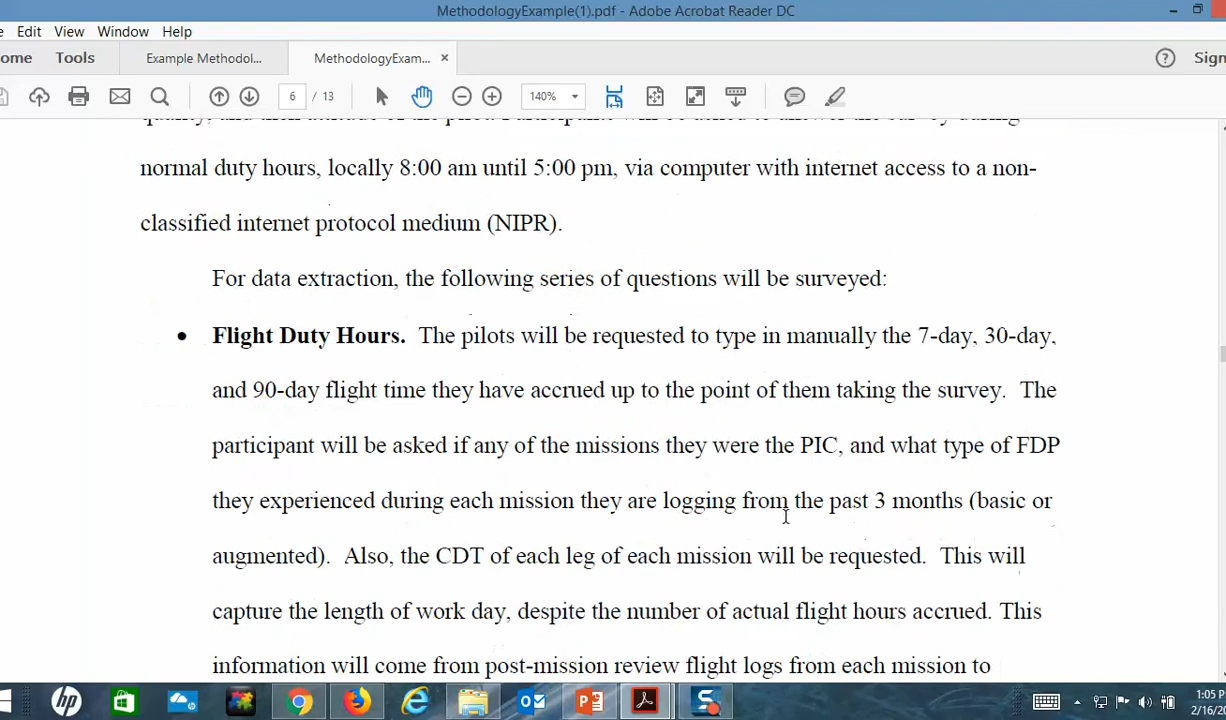 MethodologyExample(1).pdf - Adobe Acrobat Reader DC
Edit View Window Help
ome Tools Example Methodol... MethodologyExam... × Sign
6 / 13 140%
normal duty hours, locally 8:00 am until 5:00 pm, via computer with internet access to a non-
classified internet protocol medium (NIPR).
For data extraction, the following series of questions will be surveyed:
• Flight Duty Hours. The pilots will be requested to type in manually the 7-day, 30-day,
and 90-day flight time they have accrued up to the point of them taking the survey. The
participant will be asked if any of the missions they were the PIC, and what type of FDP
they experienced during each mission they are logging from the past 3 months (basic or
augmented). Also, the CDT of each leg of each mission will be requested. This will
capture the length of work day, despite the number of actual flight hours accrued. This
information will come from post-mission review flight logs from each mission to
1:05 P
2/16/20